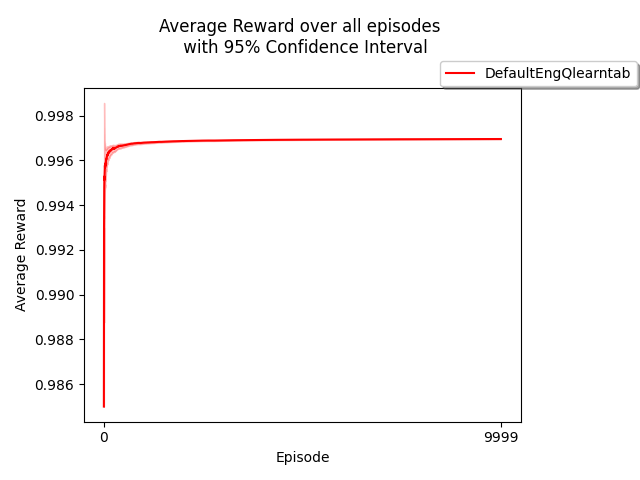 Average Reward over all episodes
with 95% Confidence Interval
DefaultEngQlearntab
0.998
0.996
0.994
0.992
0.990
0.988
0.986
Average Reward
0
9999
Episode